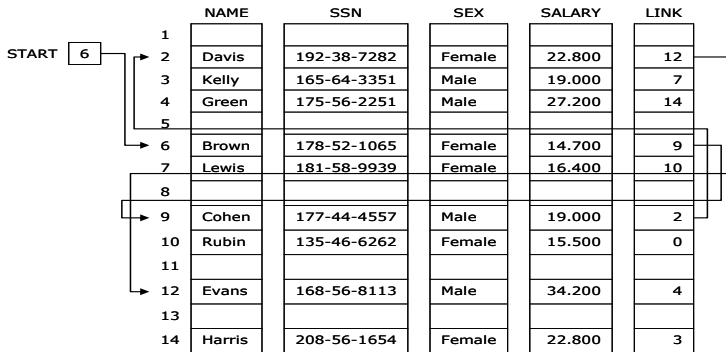 NAME SSN SEX SALARY LINK
1
START 6 2 Davis 192-38-7282 Female 22.800 12
3 Kelly 165-64-3351 Male 19.000 7
4 Green 175-56-2251 Male 27.200 14
5
6 Brown 178-52-1065 Female 14.700 9
7 Lewis 181-58-9939 Female 16.400 10
8
9 Cohen 177-44-4557 Male 19.000 2
10 Rubin 135-46-6262 Female 15.500 0
11
12 Evans 168-56-8113 Male 34.200 4
13
14 Harris 208-56-1654 Female 22.800 3